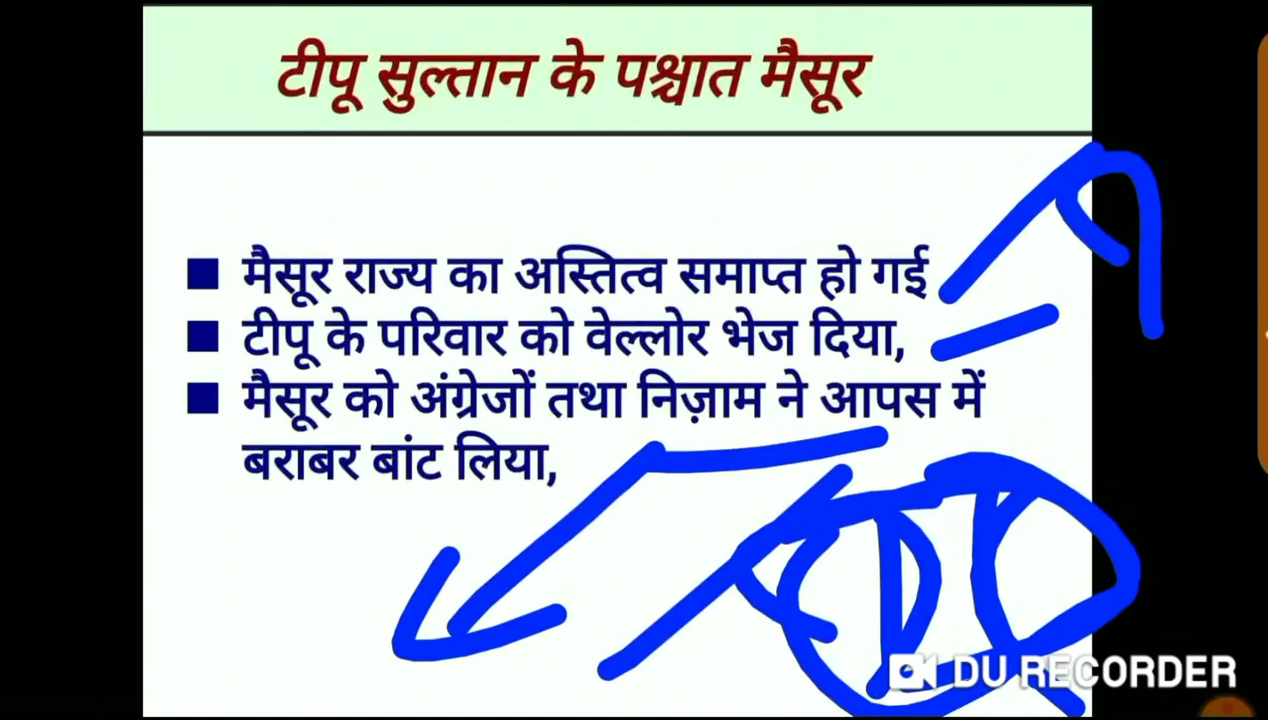 टीपू सुल्तान के पश्चात मैसूर
मैसूर राज्य का अस्तित्व समाप्त हो गई
टीपू के परिवार को वेल्लोर भेज दिया,
मैसूर को अंग्रेजों तथा निज़ाम ने आपस में
बराबर बांट लिया,
DU RECORDER